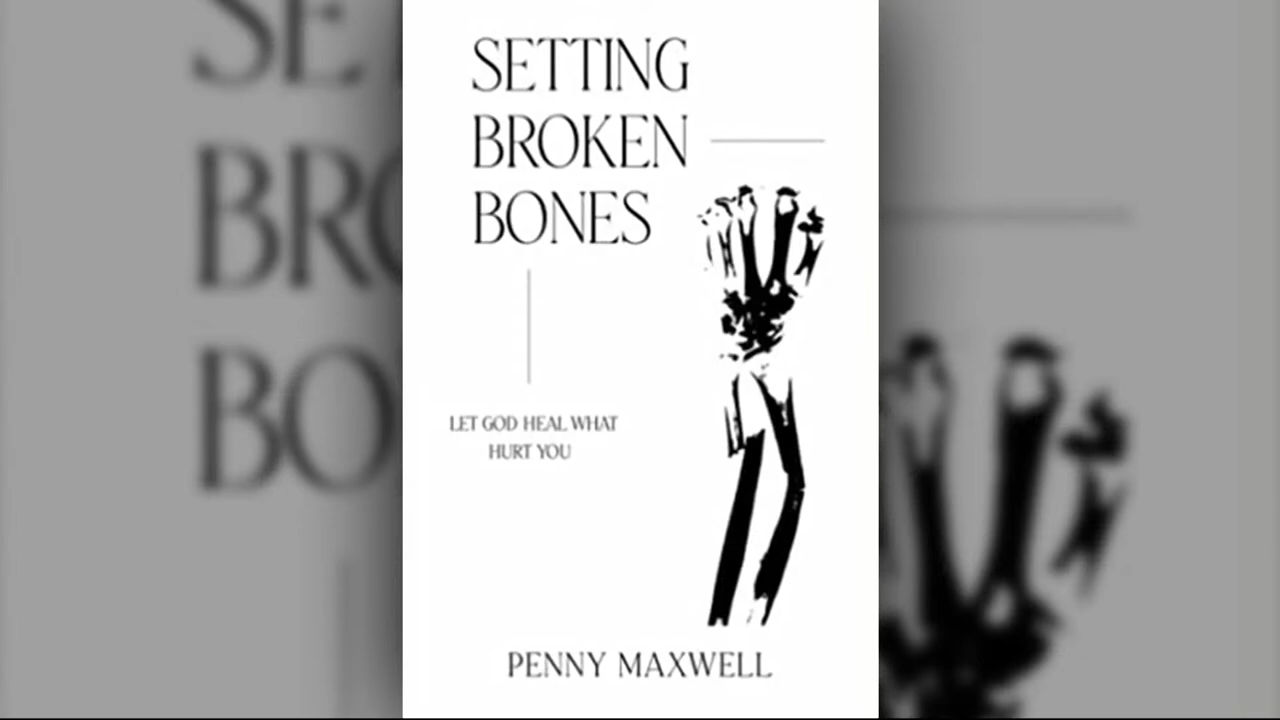 SETTING
BROKEN
BONES
LET GOD HEAL WHAT
HURT YOU
PENNY MAXWELL